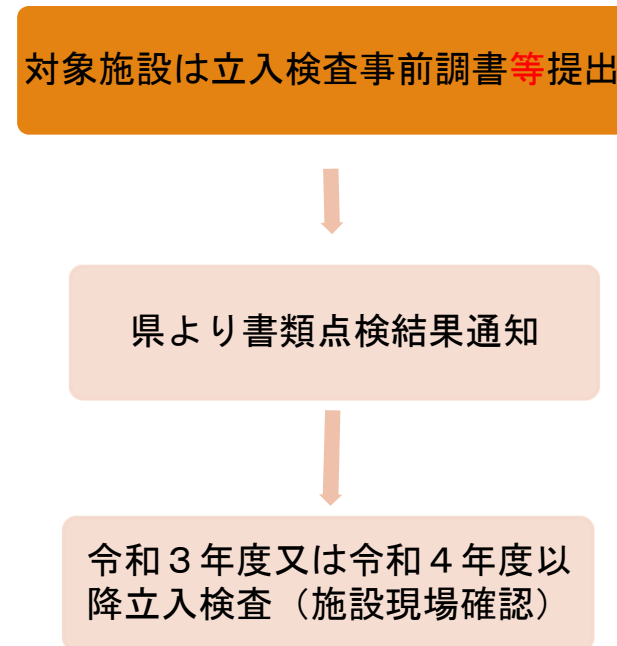 対象施設は立入検査事前調書等提出
県より書類点検結果通知
令和３年度又は令和４年度以
降立入検査（施設現場確認）